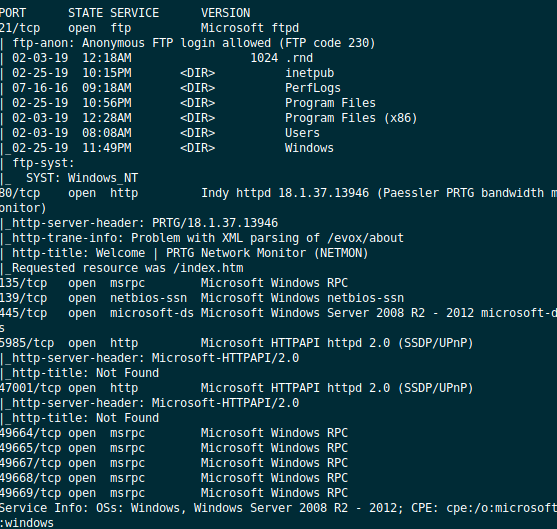 PORT      STATE SERVICE      VERSION
21/tcp    open  ftp          Microsoft ftpd
| ftp-anon: Anonymous FTP login allowed (FTP code 230)
| 02-03-19  12:18AM                 1024 .rnd
| 02-25-19  10:15PM       <DIR>          inetpub
| 07-16-16  09:18AM       <DIR>          PerfLogs
| 02-25-19  10:56PM       <DIR>          Program Files
| 02-03-19  12:28AM       <DIR>          Program Files (x86)
| 02-03-19  08:08AM       <DIR>          Users
|_02-25-19  11:49PM       <DIR>          Windows
| ftp-syst:
|_  SYST: Windows_NT
80/tcp    open  http         Indy httpd 18.1.37.13946 (Paessler PRTG bandwidth m
onitor)
|_http-server-header: PRTG/18.1.37.13946
|_http-trane-info: Problem with XML parsing of /evox/about
| http-title: Welcome | PRTG Network Monitor (NETMON)
|_Requested resource was /index.htm
135/tcp   open  msrpc        Microsoft Windows RPC
139/tcp   open  netbios-ssn  Microsoft Windows netbios-ssn
445/tcp   open  microsoft-ds Microsoft Windows Server 2008 R2 - 2012 microsoft-d
s
5985/tcp  open  http         Microsoft HTTPAPI httpd 2.0 (SSDP/UPnP)
|_http-server-header: Microsoft-HTTPAPI/2.0
|_http-title: Not Found
47001/tcp open  http         Microsoft HTTPAPI httpd 2.0 (SSDP/UPnP)
|_http-server-header: Microsoft-HTTPAPI/2.0
|_http-title: Not Found
49664/tcp open  msrpc        Microsoft Windows RPC
49665/tcp open  msrpc        Microsoft Windows RPC
49667/tcp open  msrpc        Microsoft Windows RPC
49668/tcp open  msrpc        Microsoft Windows RPC
49669/tcp open  msrpc        Microsoft Windows RPC
Service Info: OSs: Windows, Windows Server 2008 R2 - 2012; CPE: cpe:/o:microsoft
:windows